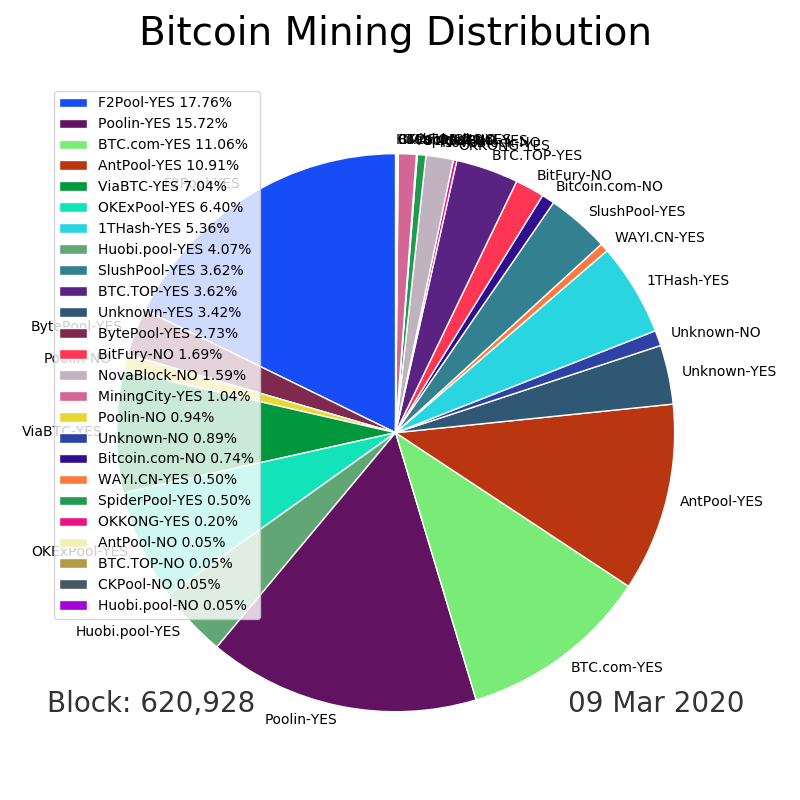 Bitcoin Mining Distribution
F2Pool-YES 17.76%
Poolin-YES 15.72%
BTC.com-YES 11.06%
AntPool-YES 10.91%
ViaBTC-YES 7.04%
OKExPool-YES 6.40%
1THash-YES 5.36%
Huobi.pool-YES 4.07%
SlushPool-YES 3.62%
BTC.TOP-YES 3.62%
Unknown-YES 3.42%
BytePool-YES 2.73%
BitFury-NO 1.69%
NovaBlock-NO 1.59%
MiningCity-YES 1.04%
Poolin-NO 0.94%
Unknown-NO 0.89%
Bitcoin.com-NO 0.74%
WAYI.CN-YES 0.50%
SpiderPool-YES 0.50%
OKKONG-YES 0.20%
AntPool-NO 0.05%
BTC.TOP-NO 0.05%
CKPool-NO 0.05%
Huobi.pool-NO 0.05%
OKKONG-YES
BTC.TOP-YES
BitFury-NO
Bitcoin.com-NO
SlushPool-YES
WAYI.CN-YES
1THash-YES
Unknown-NO
Unknown-YES
AntPool-YES
BTC.com-YES
Poolin-YES
Huobi.pool-YES
OKExPool-YES
ViaBTC-YES
Poolin-NO
BytePool-YES
F2Pool-YES
Block: 620,928
09 Mar 2020